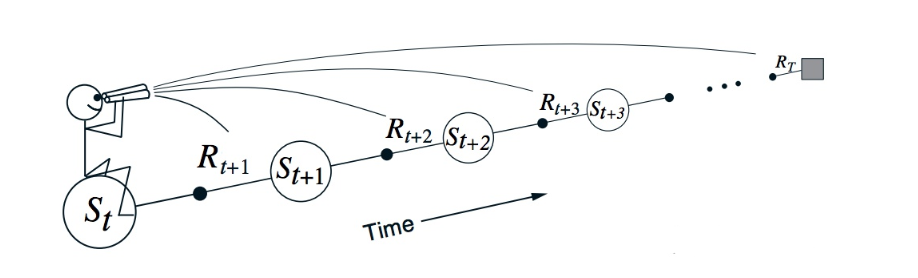 R_T
R_{t+3} S_{t+3}
R_{t+2} S_{t+2}
R_{t+1} S_{t+1}
S_t
Time